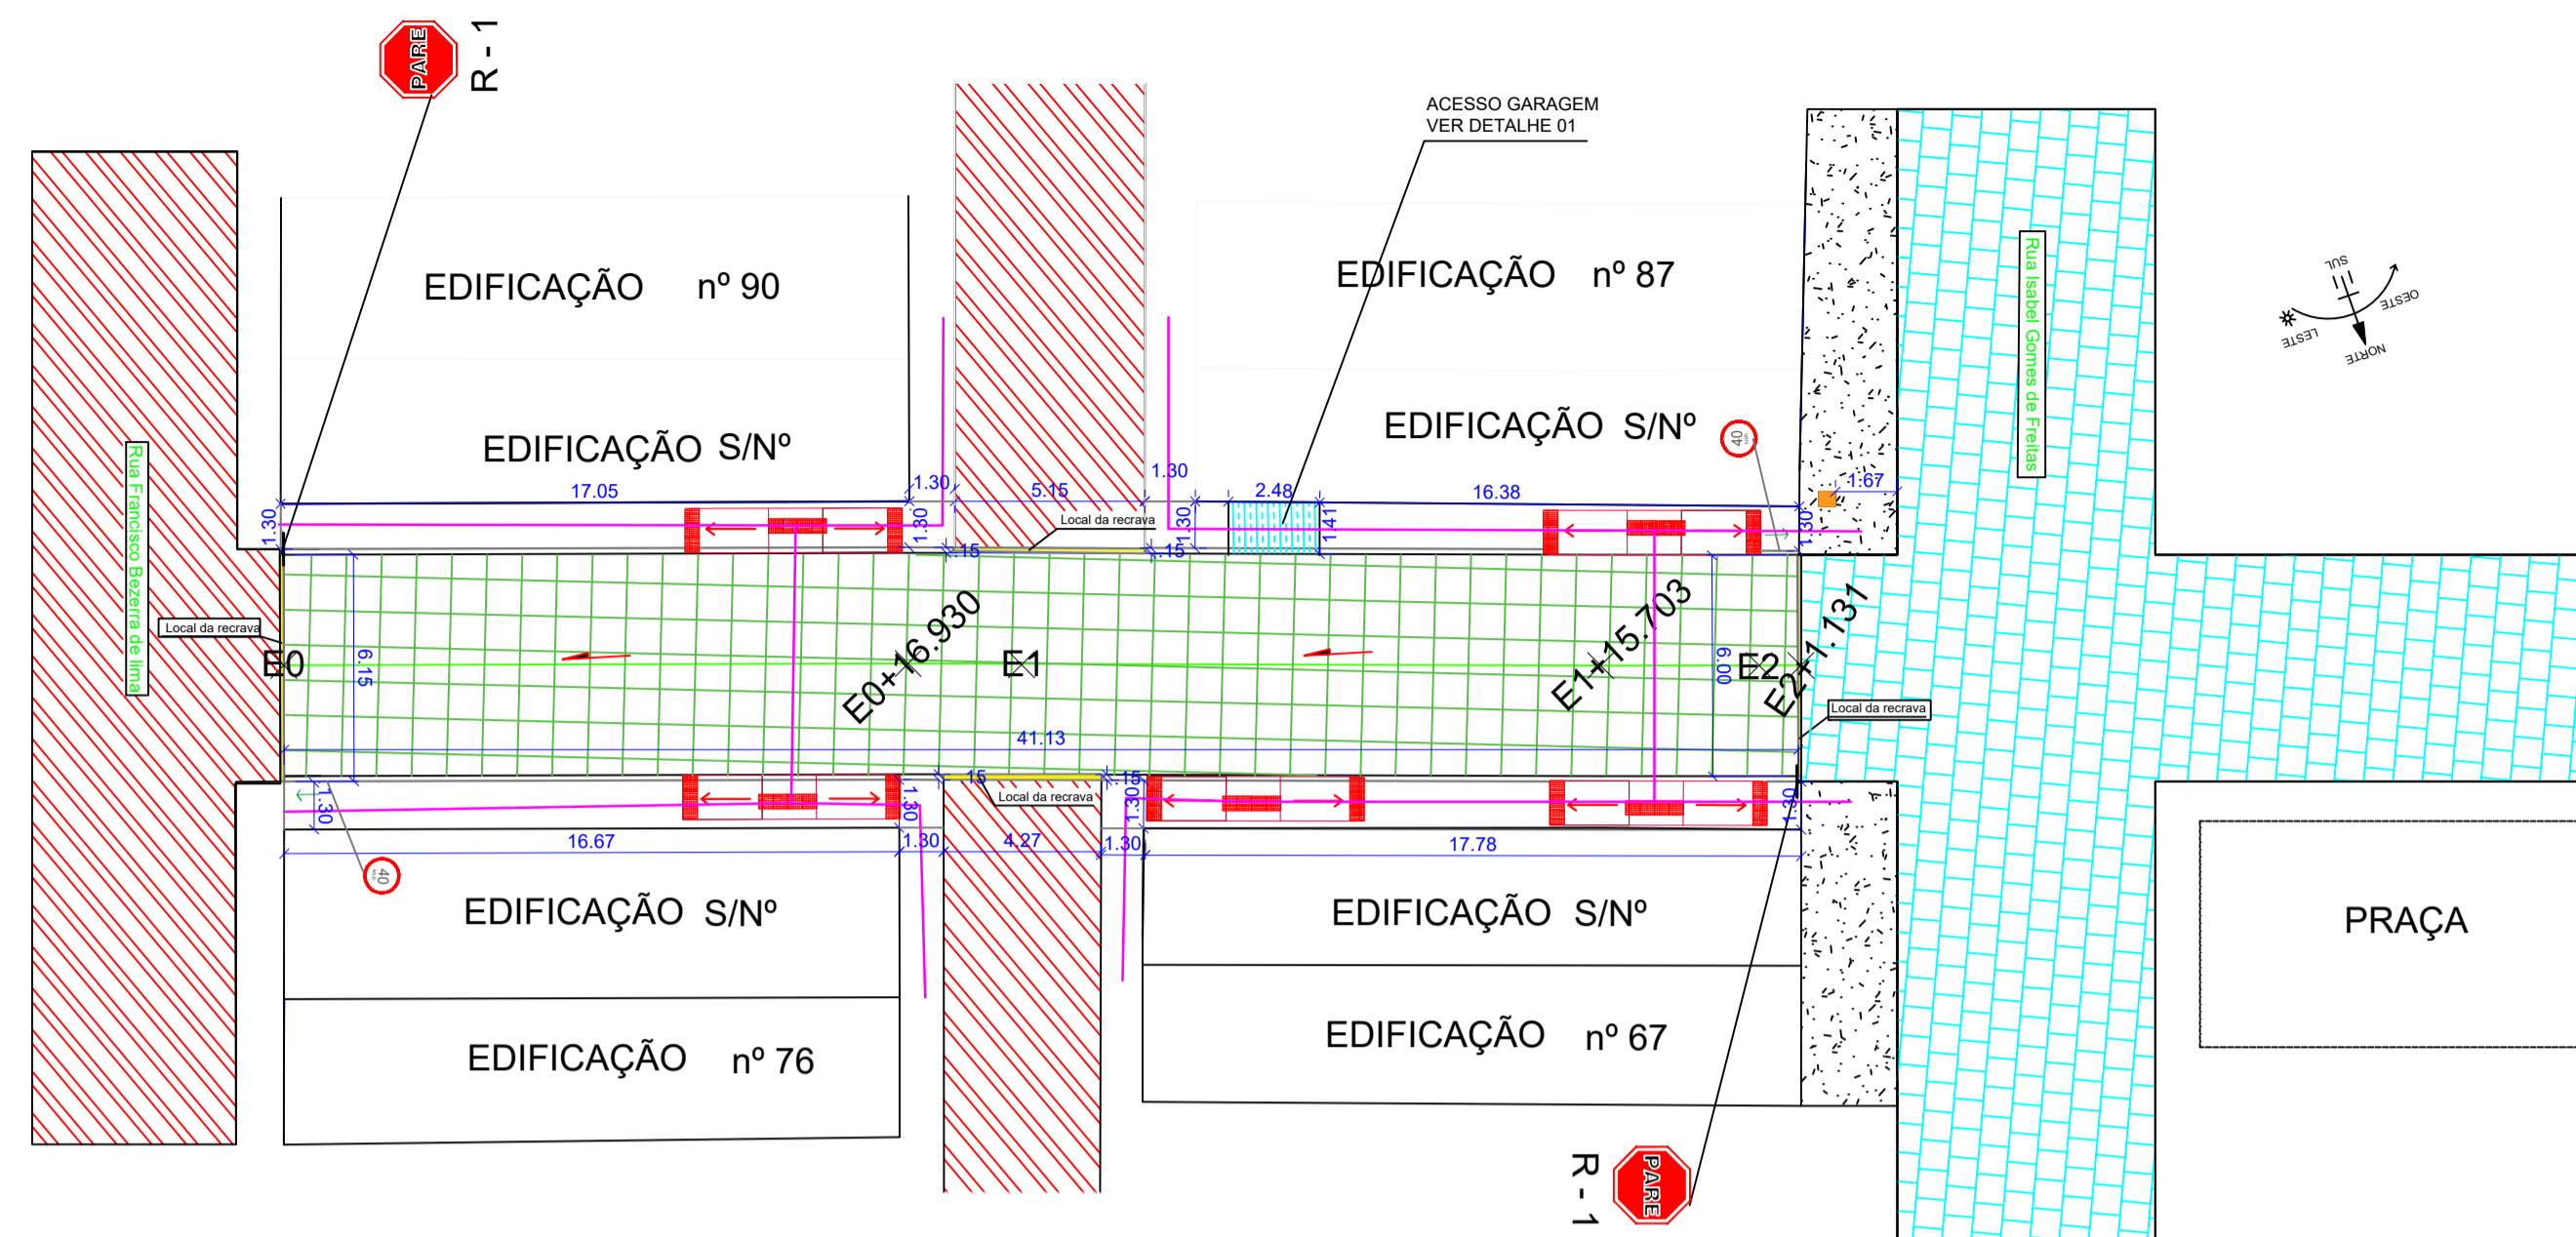 PARE
R - 1
ACESSO GARAGEM
VER DETALHE 01
EDIFICAÇÃO nº 90
EDIFICAÇÃO nº 87
Rua Isabel Gomes de Freitas
SUL
OESTE
LESTE
NORTE
EDIFICAÇÃO S/Nº
EDIFICAÇÃO S/Nº
40
Rua Francisco Bezerra de lima
17.05
1.30
5.15
1.30
2.48
16.38
1.67
1.30
1.30
Local da recrava
1.30
1.41
1.30
.15
.15
Local da recrava
E0
6.15
E0+16.930
E1
E1+15.703
6.00
E2
E2+1.131
Local da recrava
41.13
.15
.15
Local da recrava
1.30
1.30
1.30
1.30
16.67
1.30
4.27
1.30
17.78
40
EDIFICAÇÃO S/Nº
EDIFICAÇÃO S/Nº
PRAÇA
EDIFICAÇÃO nº 76
EDIFICAÇÃO nº 67
R - 1
PARE